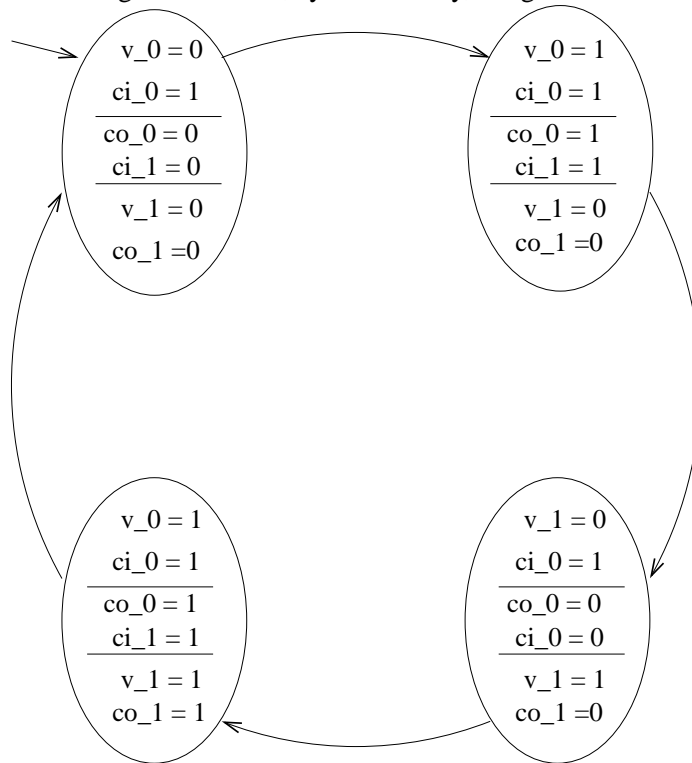 v_0 = 0
ci_0 = 1
co_0 = 0
ci_1 = 0
v_1 = 0
co_1 =0
v_0 = 1
ci_0 = 1
co_0 = 1
ci_1 = 1
v_1 = 0
co_1 =0
v_0 = 1
ci_0 = 1
co_0 = 1
ci_1 = 1
v_1 = 1
co_1 = 1
v_1 = 0
ci_0 = 1
co_0 = 0
ci_0 = 0
v_1 = 1
co_1 =0